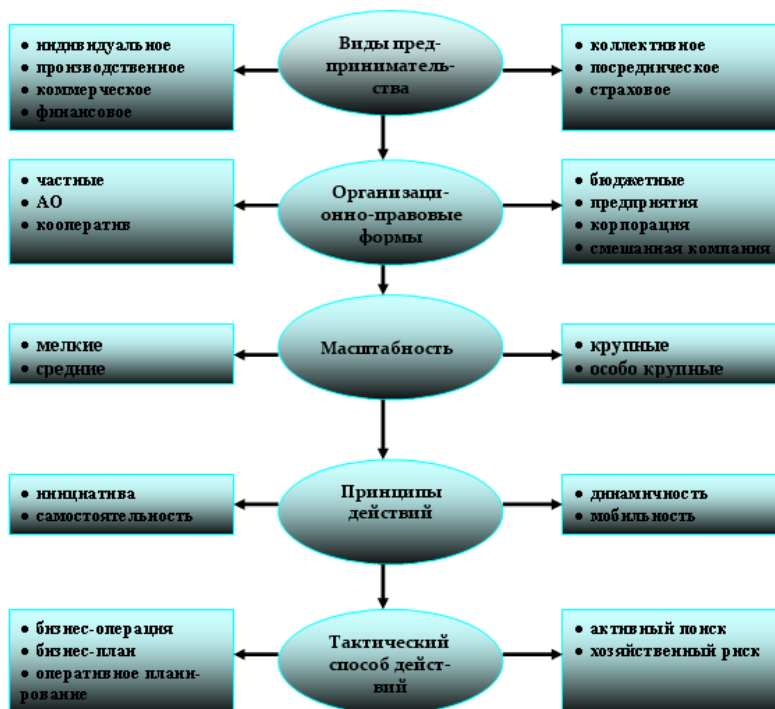 • индивидуальное
• производственное
• коммерческое
• финансовое
Виды пред-
принматель-
ства
• коллективное
• посредническое
• страховое
• частные
• АО
• кооператив
Организаци-
онно-правовые
формы
• бюджетные
• предприятия
• корпорация
• смешанная компания
• мелкие
• средние
Масштабность
• крупные
• особо крупные
• инициатива
• самостоятельность
Принципы
действий
• динамичность
• мобильность
• бизнес-операция
• бизнес-план
• оперативное плани-
рование
Тактический
способ дейст-
вий
• активный поиск
• хозяйственный риск